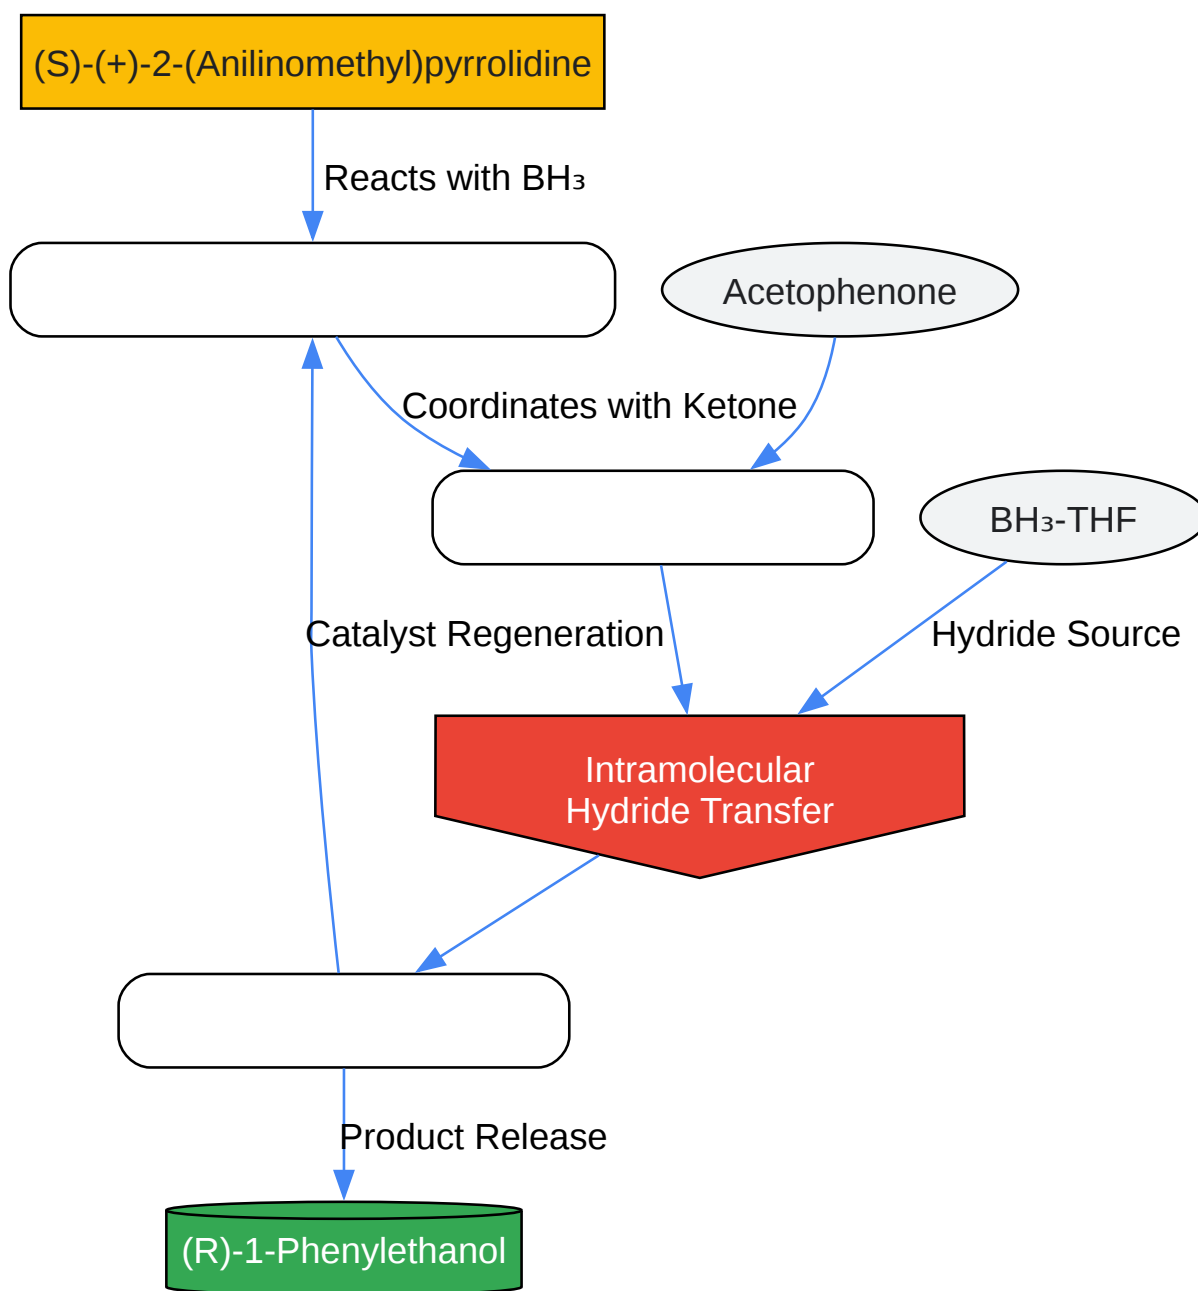 (S)-(+)-2-(Anilinomethyl)pyrrolidine
Reacts with BH₃
Acetophenone
Coordinates with Ketone
BH₃-THF
Catalyst Regeneration
Hydride Source
Intramolecular
Hydride Transfer
Product Release
(R)-1-Phenylethanol